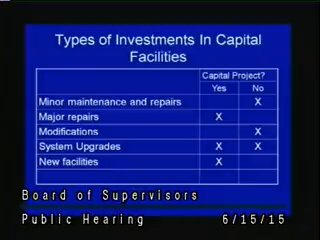 Types of Investments In Capital
Facilities
Capital Project?
Yes No
Minor maintenance and repairs X
Major repairs X
Modifications X
System Upgrades X X
New facilities X
Board of Supervisors
Public Hearing 6/15/15